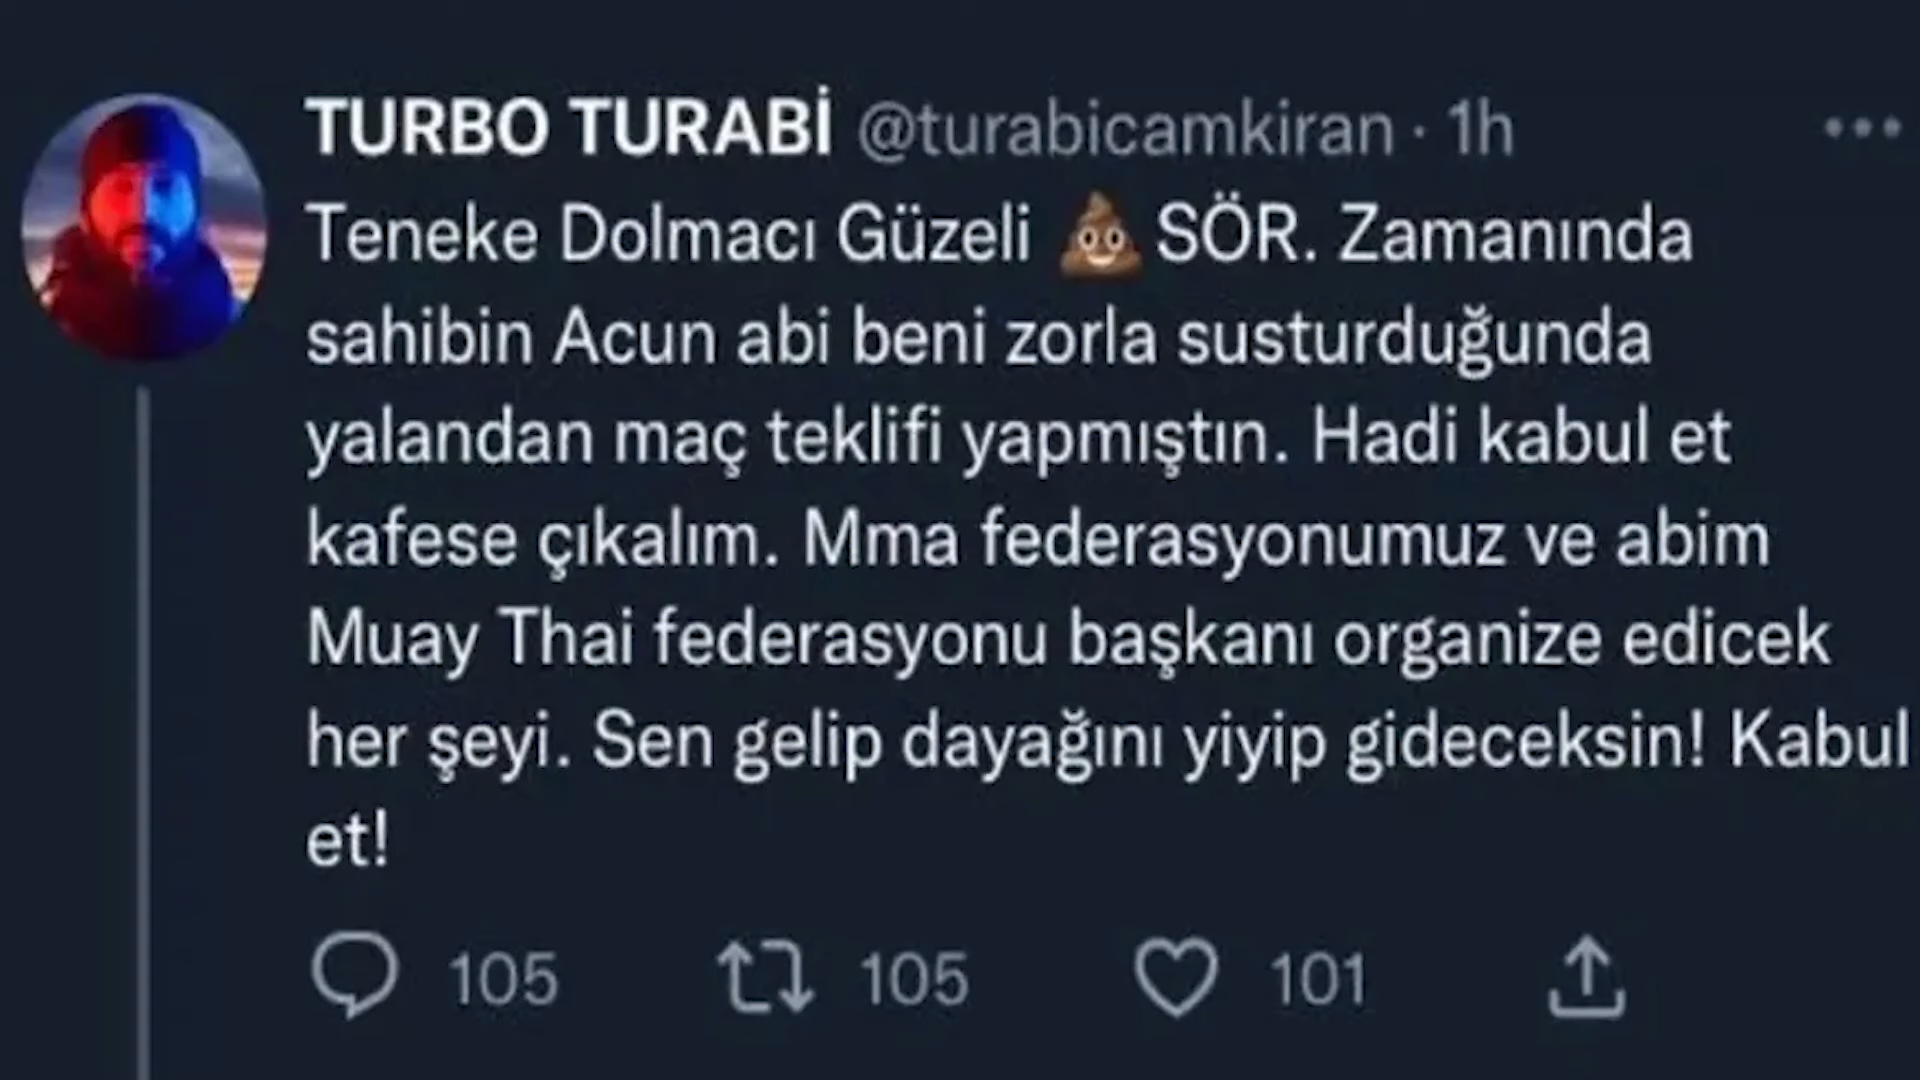 TURBO TURABİ @turabicamkiran · 1h
Teneke Dolmacı Güzeli 💩 SÖR. Zamanında
sahibin Acun abi beni zorla susturduğunda
yalandan maç teklifi yapmıştın. Hadi kabul et
kafese çıkalım. Mma federasyonumuz ve abim
Muay Thai federasyonu başkanı organize edicek
her şeyi. Sen gelip dayağını yiyip gideceksin! Kabul
et!
105 105 101